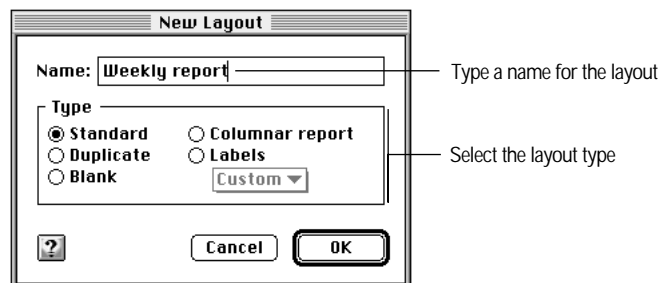 New Layout
Name: Weekly report
Type a name for the layout
Type
Standard
Columnar report
Duplicate
Labels
Select the layout type
Blank
Custom
?
Cancel
OK